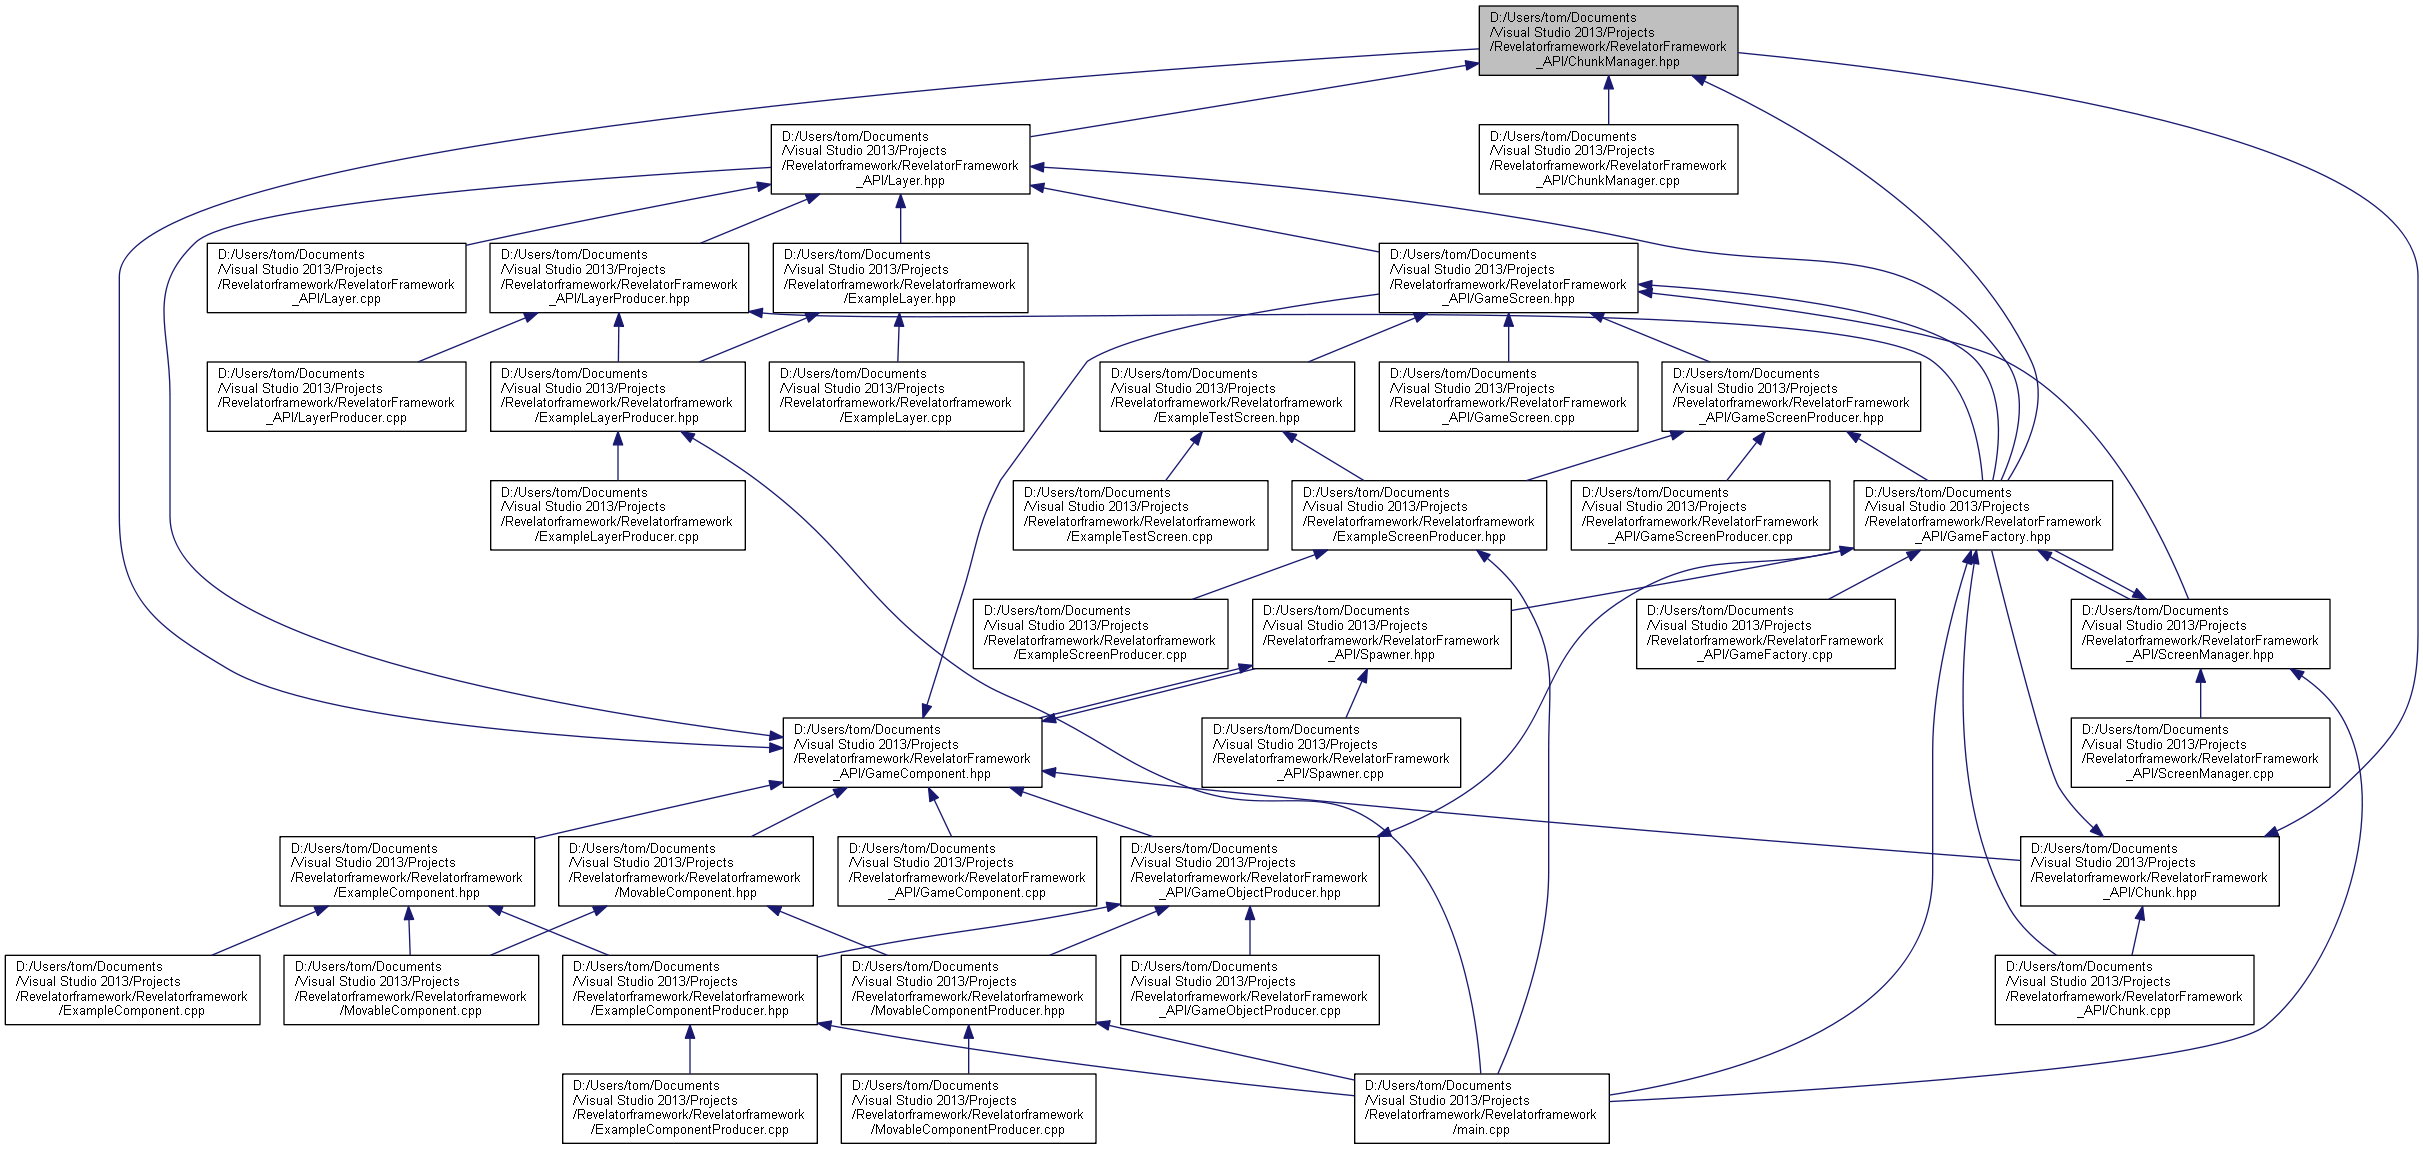 D:/Users/tom/Documents
/Visual Studio 2013/Projects
/Revelatorframework/RevelatorFramework
_API/ChunkManager.hpp
D:/Users/tom/Documents
/Visual Studio 2013/Projects
/Revelatorframework/RevelatorFramework
_API/Layer.hpp
D:/Users/tom/Documents
/Visual Studio 2013/Projects
/Revelatorframework/RevelatorFramework
_API/ChunkManager.cpp
D:/Users/tom/Documents
/Visual Studio 2013/Projects
/Revelatorframework/RevelatorFramework
_API/Layer.cpp
D:/Users/tom/Documents
/Visual Studio 2013/Projects
/Revelatorframework/RevelatorFramework
_API/LayerProducer.hpp
D:/Users/tom/Documents
/Visual Studio 2013/Projects
/Revelatorframework/Revelatorframework
/ExampleLayer.hpp
D:/Users/tom/Documents
/Visual Studio 2013/Projects
/Revelatorframework/RevelatorFramework
_API/GameScreen.hpp
D:/Users/tom/Documents
/Visual Studio 2013/Projects
/Revelatorframework/RevelatorFramework
_API/LayerProducer.cpp
D:/Users/tom/Documents
/Visual Studio 2013/Projects
/Revelatorframework/Revelatorframework
/ExampleLayerProducer.hpp
D:/Users/tom/Documents
/Visual Studio 2013/Projects
/Revelatorframework/Revelatorframework
/ExampleLayer.cpp
D:/Users/tom/Documents
/Visual Studio 2013/Projects
/Revelatorframework/Revelatorframework
/ExampleTestScreen.hpp
D:/Users/tom/Documents
/Visual Studio 2013/Projects
/Revelatorframework/RevelatorFramework
_API/GameScreen.cpp
D:/Users/tom/Documents
/Visual Studio 2013/Projects
/Revelatorframework/RevelatorFramework
_API/GameScreenProducer.hpp
D:/Users/tom/Documents
/Visual Studio 2013/Projects
/Revelatorframework/Revelatorframework
/ExampleLayerProducer.cpp
D:/Users/tom/Documents
/Visual Studio 2013/Projects
/Revelatorframework/Revelatorframework
/ExampleTestScreen.cpp
D:/Users/tom/Documents
/Visual Studio 2013/Projects
/Revelatorframework/Revelatorframework
/ExampleScreenProducer.hpp
D:/Users/tom/Documents
/Visual Studio 2013/Projects
/Revelatorframework/RevelatorFramework
_API/GameScreenProducer.cpp
D:/Users/tom/Documents
/Visual Studio 2013/Projects
/Revelatorframework/RevelatorFramework
_API/GameFactory.hpp
D:/Users/tom/Documents
/Visual Studio 2013/Projects
/Revelatorframework/Revelatorframework
/ExampleScreenProducer.cpp
D:/Users/tom/Documents
/Visual Studio 2013/Projects
/Revelatorframework/RevelatorFramework
_API/Spawner.hpp
D:/Users/tom/Documents
/Visual Studio 2013/Projects
/Revelatorframework/RevelatorFramework
_API/GameFactory.cpp
D:/Users/tom/Documents
/Visual Studio 2013/Projects
/Revelatorframework/RevelatorFramework
_API/ScreenManager.hpp
D:/Users/tom/Documents
/Visual Studio 2013/Projects
/Revelatorframework/RevelatorFramework
_API/GameComponent.hpp
D:/Users/tom/Documents
/Visual Studio 2013/Projects
/Revelatorframework/RevelatorFramework
_API/Spawner.cpp
D:/Users/tom/Documents
/Visual Studio 2013/Projects
/Revelatorframework/RevelatorFramework
_API/ScreenManager.cpp
D:/Users/tom/Documents
/Visual Studio 2013/Projects
/Revelatorframework/Revelatorframework
/ExampleComponent.hpp
D:/Users/tom/Documents
/Visual Studio 2013/Projects
/Revelatorframework/Revelatorframework
/MovableComponent.hpp
D:/Users/tom/Documents
/Visual Studio 2013/Projects
/Revelatorframework/RevelatorFramework
_API/GameComponent.cpp
D:/Users/tom/Documents
/Visual Studio 2013/Projects
/Revelatorframework/RevelatorFramework
_API/GameObjectProducer.hpp
D:/Users/tom/Documents
/Visual Studio 2013/Projects
/Revelatorframework/RevelatorFramework
_API/Chunk.hpp
D:/Users/tom/Documents
/Visual Studio 2013/Projects
/Revelatorframework/Revelatorframework
/ExampleComponent.cpp
D:/Users/tom/Documents
/Visual Studio 2013/Projects
/Revelatorframework/Revelatorframework
/MovableComponent.cpp
D:/Users/tom/Documents
/Visual Studio 2013/Projects
/Revelatorframework/Revelatorframework
/ExampleComponentProducer.hpp
D:/Users/tom/Documents
/Visual Studio 2013/Projects
/Revelatorframework/Revelatorframework
/MovableComponentProducer.hpp
D:/Users/tom/Documents
/Visual Studio 2013/Projects
/Revelatorframework/RevelatorFramework
_API/GameObjectProducer.cpp
D:/Users/tom/Documents
/Visual Studio 2013/Projects
/Revelatorframework/RevelatorFramework
_API/Chunk.cpp
D:/Users/tom/Documents
/Visual Studio 2013/Projects
/Revelatorframework/Revelatorframework
/ExampleComponentProducer.cpp
D:/Users/tom/Documents
/Visual Studio 2013/Projects
/Revelatorframework/Revelatorframework
/MovableComponentProducer.cpp
D:/Users/tom/Documents
/Visual Studio 2013/Projects
/Revelatorframework/Revelatorframework
/main.cpp